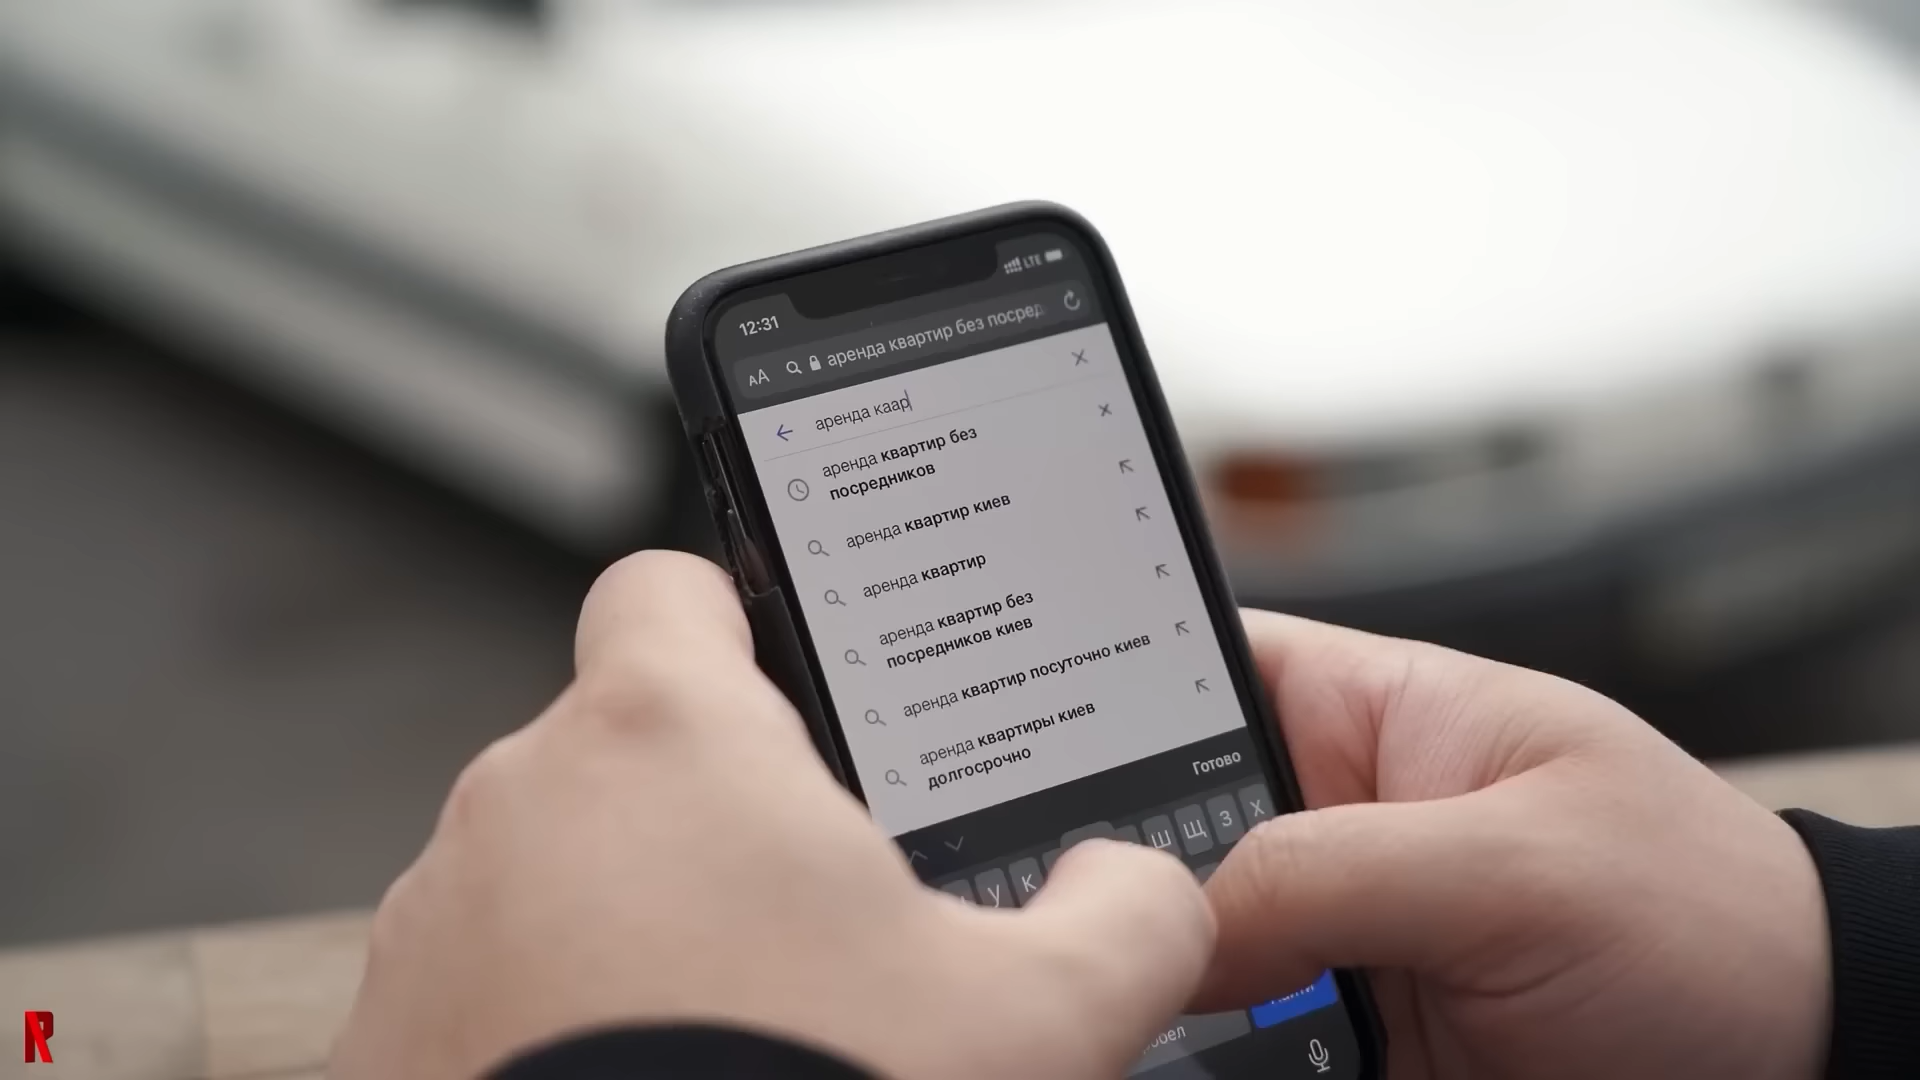 12:31
LTE
AA
аренда квартир без посред
аренда каар
аренда квартир без
посредников
аренда квартир киев
аренда квартир
аренда квартир без
посредников киев
аренда квартир посуточно киев
аренда квартиры киев
долгосрочно
Готово
У К Ш Щ З Х